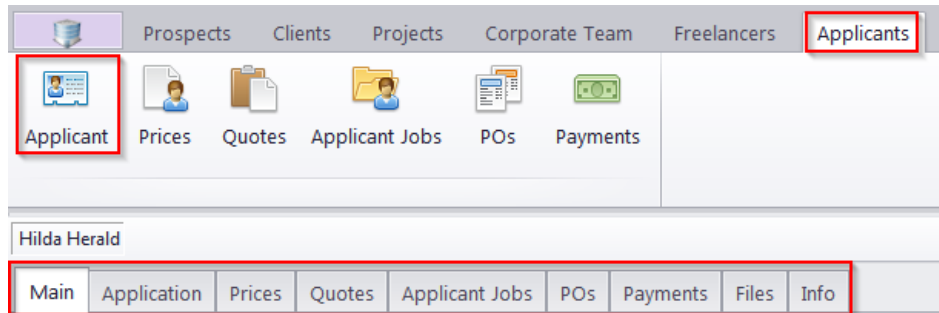 Prospects Clients Projects Corporate Team Freelancers Applicants
Applicant Prices Quotes Applicant Jobs POs Payments
Hilda Herald
Main Application Prices Quotes Applicant Jobs POs Payments Files Info